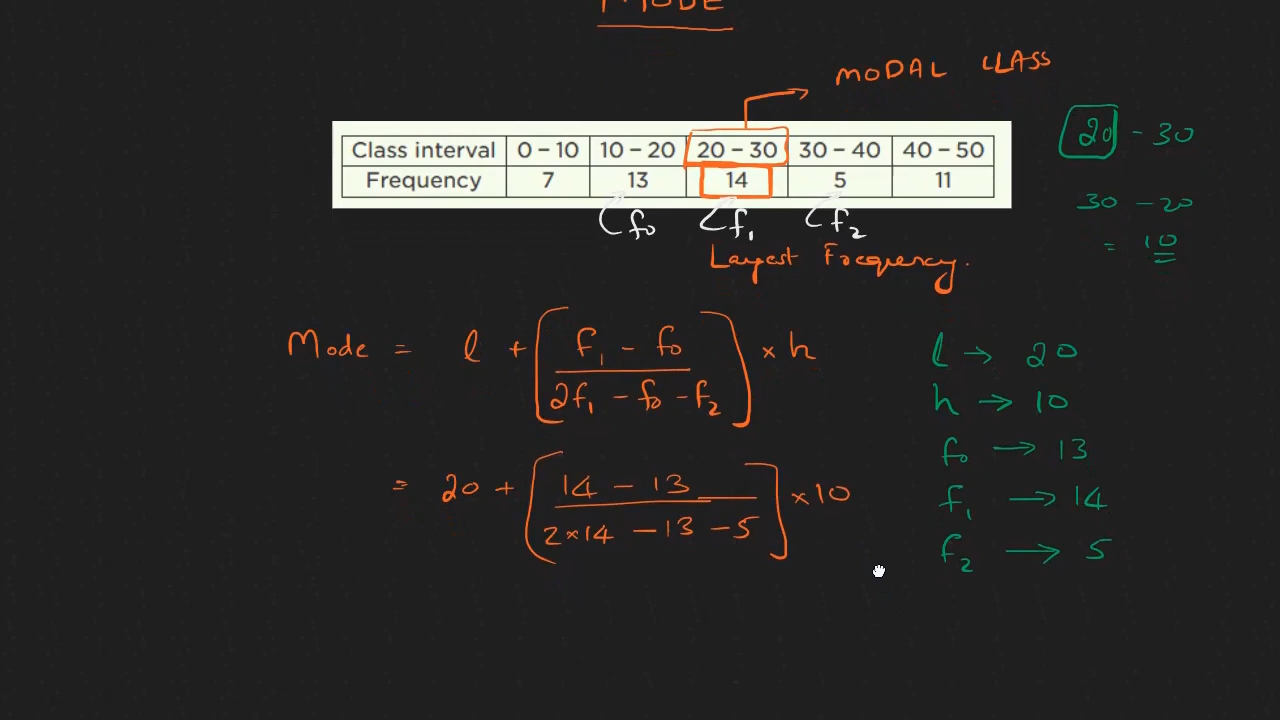 MODE
MODAL CLASS
20 - 30
Class interval 0 – 10 10 – 20 20 – 30 30 – 40 40 – 50
Frequency 7 13 14 5 11
30 - 20
f0 f1 f2
= 10
Largest Frequency.
Mode = l + [ f1 - f0 / 2f1 - f0 - f2 ] × h
l → 20
h → 10
f0 → 13
= 20 + [ 14 - 13 / 2×14 - 13 - 5 ] × 10
f1 → 14
f2 → 5